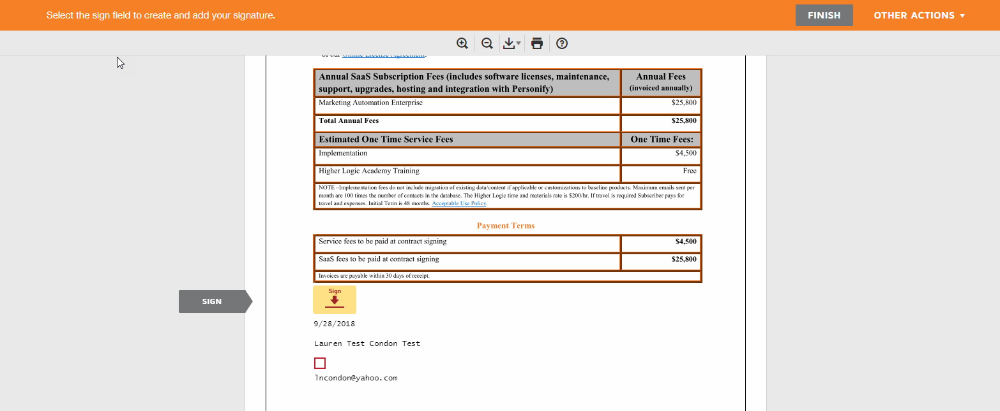 Select the sign field to create and add your signature.
FINISH
OTHER ACTIONS
of our Online License Agreement.
Annual SaaS Subscription Fees (includes software licenses, maintenance, support, upgrades, hosting and integration with Personify)
Annual Fees
(invoiced annually)
Marketing Automation Enterprise
$25,800
Total Annual Fees
$25,800
Estimated One Time Service Fees
One Time Fees:
Implementation
$4,500
Higher Logic Academy Training
Free
NOTE –Implementation fees do not include migration of existing data/content if applicable or customizations to baseline products. Maximum emails sent per
month are 100 times the number of contacts in the database. The Higher Logic time and materials rate is $200/hr. If travel is required Subscriber pays for
travel and expenses. Initial Term is 48 months. Acceptable Use Policy.
Payment Terms
Service fees to be paid at contract signing
$4,500
SaaS fees to be paid at contract signing
$25,800
Invoices are payable within 30 days of receipt.
SIGN
Sign
9/28/2018
Lauren Test Condon Test
lncondon@yahoo.com